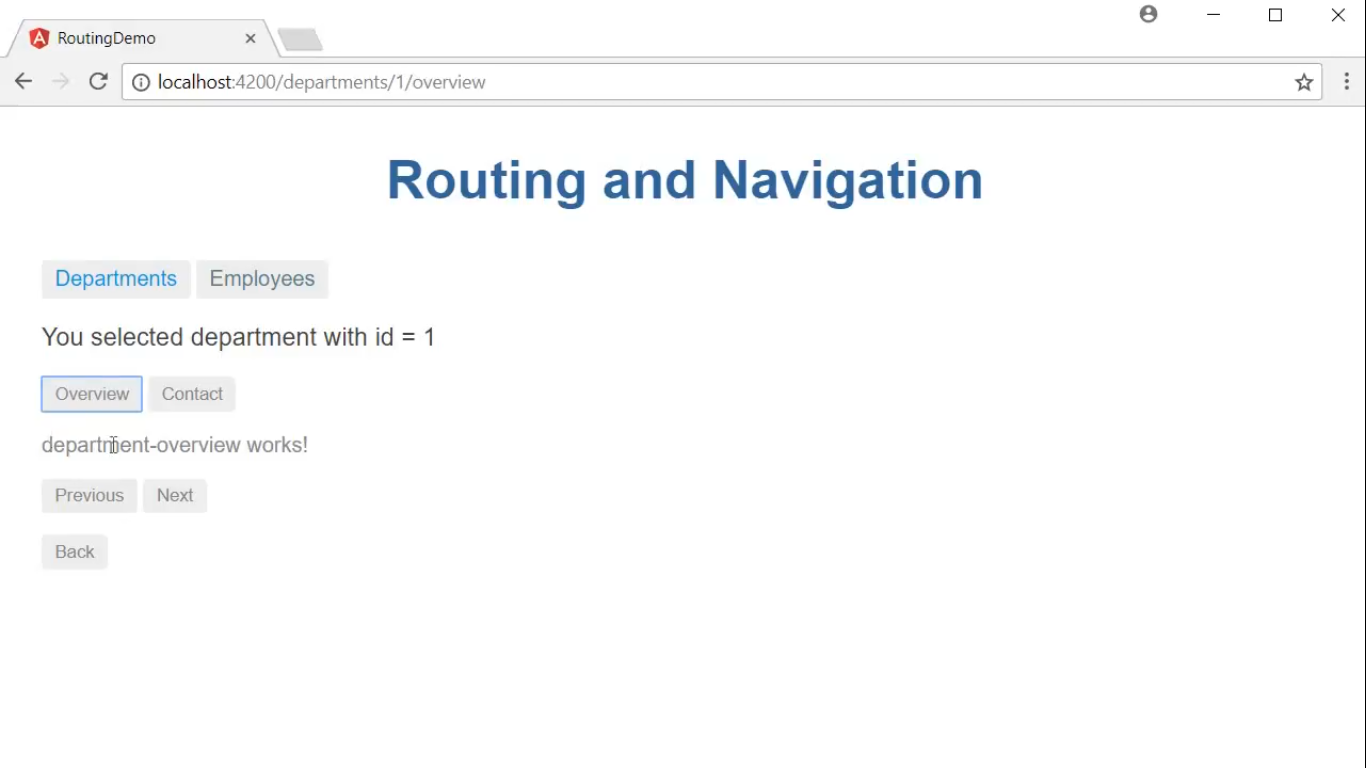 RoutingDemo
localhost:4200/departments/1/overview
Routing and Navigation
Departments Employees
You selected department with id = 1
Overview Contact
department-overview works!
Previous Next
Back